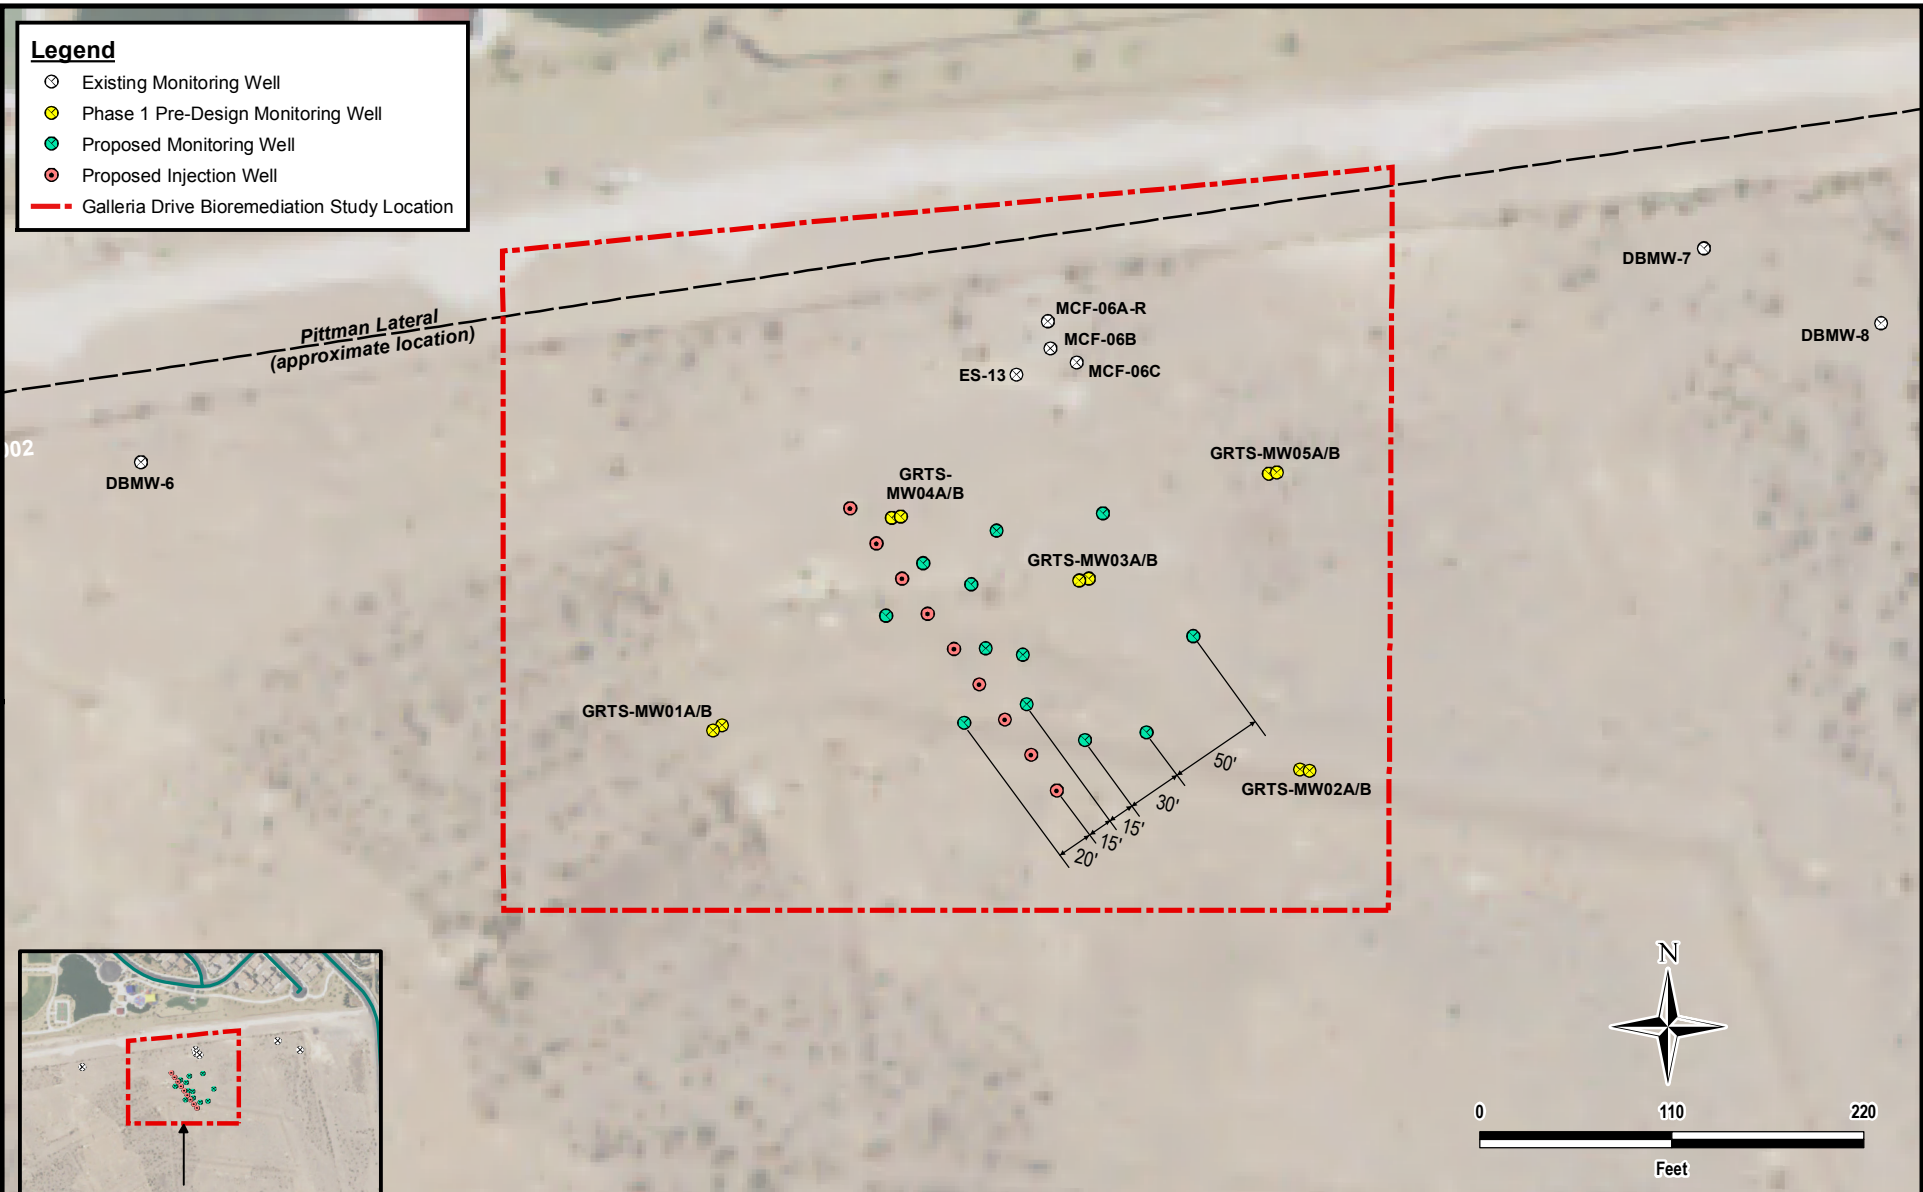 Legend
Existing Monitoring Well
Phase 1 Pre-Design Monitoring Well
Proposed Monitoring Well
Proposed Injection Well
Galleria Drive Bioremediation Study Location
Pittman Lateral
(approximate location)
DBMW-7
DBMW-8
MCF-06A-R
MCF-06B
MCF-06C
ES-13
002
DBMW-6
GRTS-MW05A/B
GRTS-
MW04A/B
GRTS-MW03A/B
GRTS-MW01A/B
GRTS-MW02A/B
50'
30'
15'
15'
20'
N
0 110 220
Feet